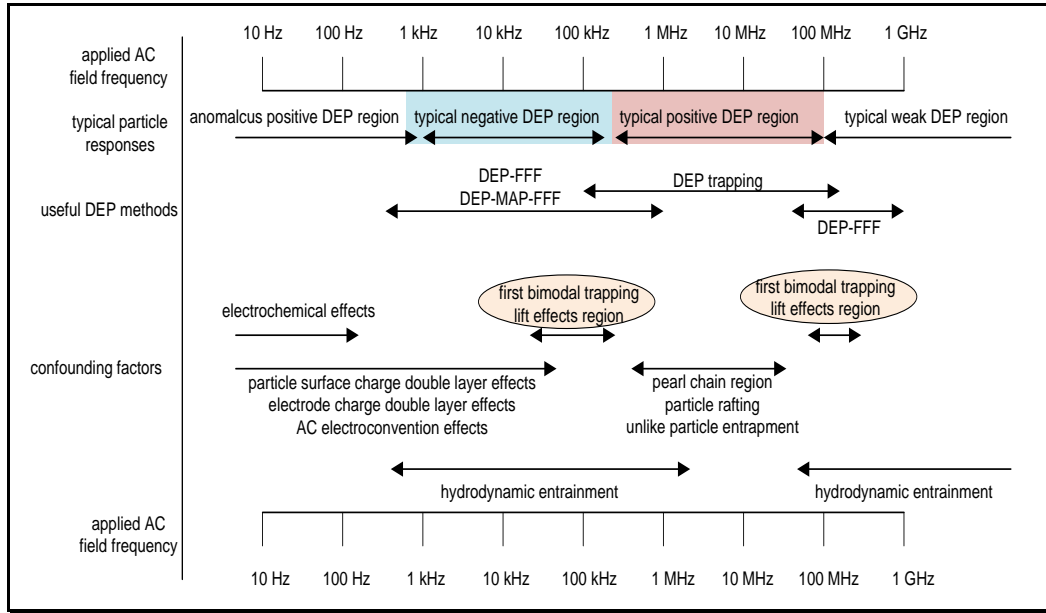 10 Hz 100 Hz 1 kHz 10 kHz 100 kHz 1 MHz 10 MHz 100 MHz 1 GHz
applied AC
field frequency
typical particle
responses
anomalcus positive DEP region
typical negative DEP region
typical positive DEP region
typical weak DEP region
useful DEP methods
DEP-FFF
DEP-MAP-FFF
DEP trapping
DEP-FFF
confounding factors
electrochemical effects
first bimodal trapping
lift effects region
first bimodal trapping
lift effects region
particle surface charge double layer effects
electrode charge double layer effects
AC electroconvention effects
pearl chain region
particle rafting
unlike particle entrapment
hydrodynamic entrainment
hydrodynamic entrainment
applied AC
field frequency
10 Hz 100 Hz 1 kHz 10 kHz 100 kHz 1 MHz 10 MHz 100 MHz 1 GHz